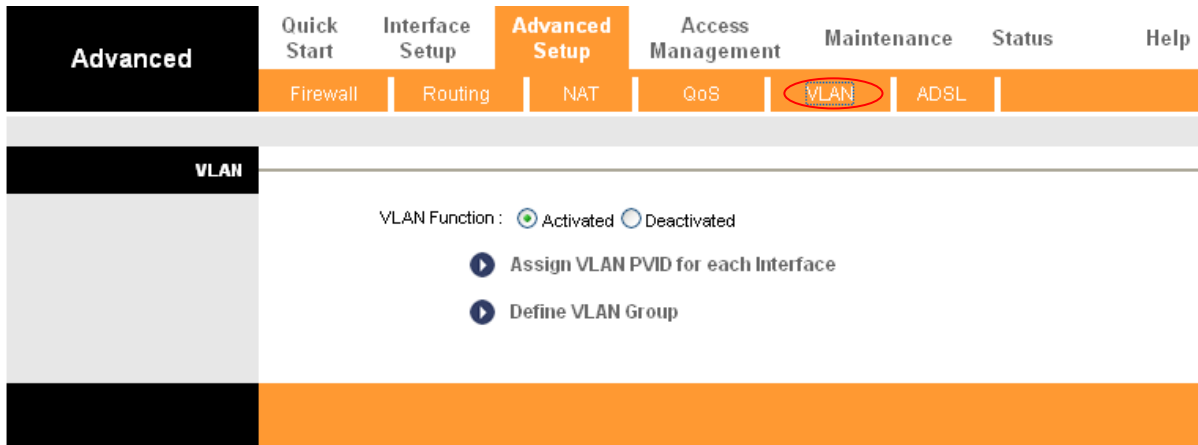 Advanced
Quick Start
Interface Setup
Advanced Setup
Access Management
Maintenance
Status
Help
Firewall
Routing
NAT
QoS
VLAN
ADSL
VLAN
VLAN Function : Activated Deactivated
Assign VLAN PVID for each Interface
Define VLAN Group